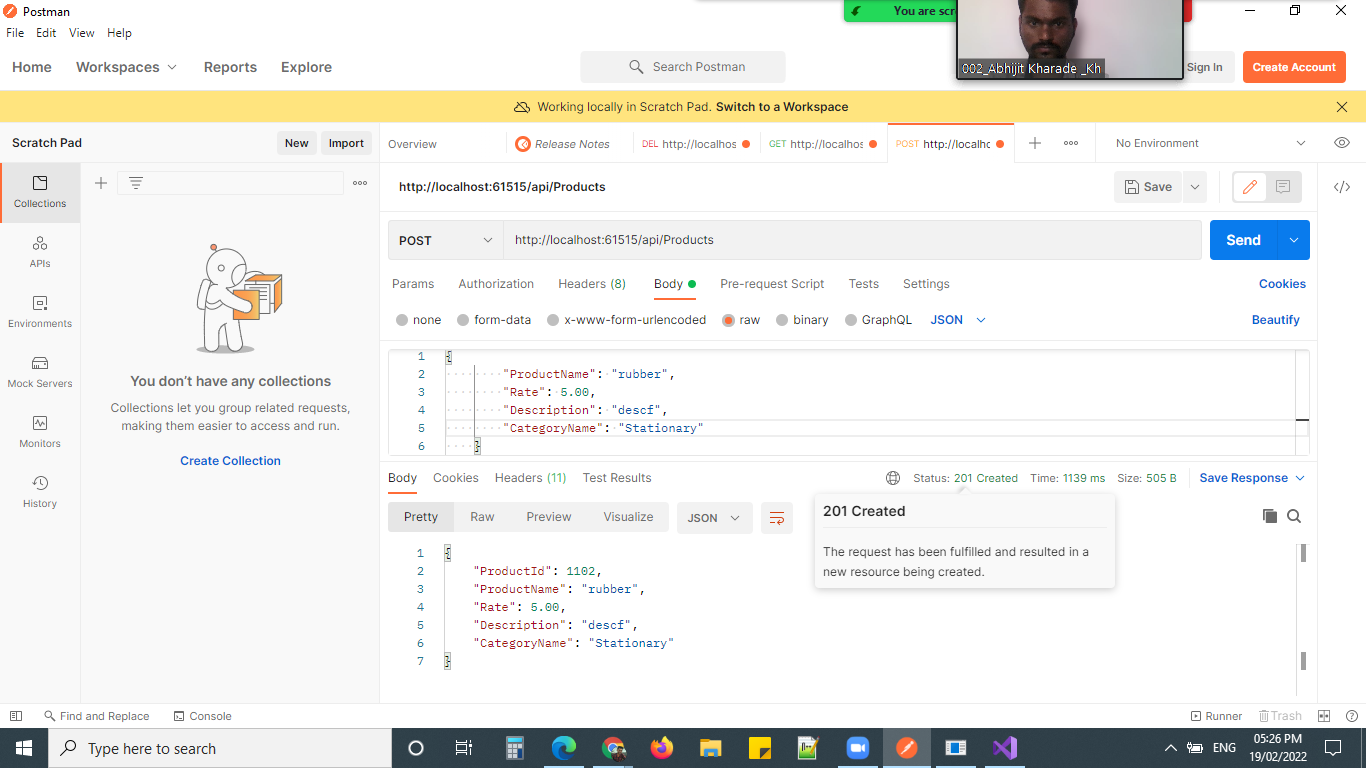 Postman
You are scr
File Edit View Help
Home Workspaces Reports Explore
Search Postman
Sign In
Create Account
002_Abhijit Kharade _Kh
Working locally in Scratch Pad. Switch to a Workspace
Scratch Pad
New
Import
Overview
Release Notes
DEL http://localhos
GET http://localhos
POST http://localhc
No Environment
Collections
APIs
Environments
Mock Servers
Monitors
History
You don't have any collections
Collections let you group related requests,
making them easier to access and run.
Create Collection
http://localhost:61515/api/Products
Save
POST
http://localhost:61515/api/Products
Send
Params Authorization Headers (8) Body Pre-request Script Tests Settings
Cookies
none form-data x-www-form-urlencoded raw binary GraphQL JSON
Beautify
1 {
2 "ProductName": "rubber",
3 "Rate": 5.00,
4 "Description": "descf",
5 "CategoryName": "Stationary"
6 }
Body Cookies Headers (11) Test Results
Status: 201 Created Time: 1139 ms Size: 505 B
Save Response
Pretty Raw Preview Visualize JSON
201 Created
The request has been fulfilled and resulted in a
new resource being created.
1 {
2 "ProductId": 1102,
3 "ProductName": "rubber",
4 "Rate": 5.00,
5 "Description": "descf",
6 "CategoryName": "Stationary"
7 }
Find and Replace
Console
Runner
Trash
Type here to search
ENG
05:26 PM
19/02/2022